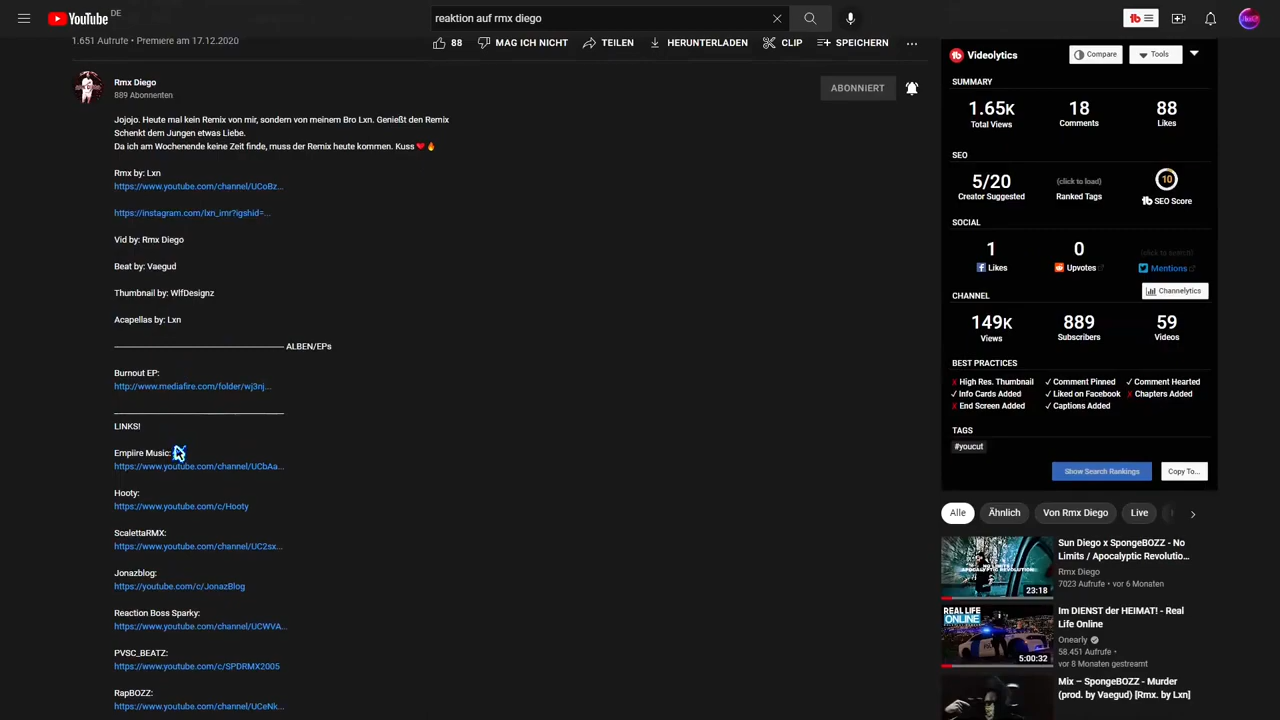 YouTube DE
reaktion auf rmx diego
1.651 Aufrufe • Premiere am 17.12.2020
88
MAG ICH NICHT
TEILEN
HERUNTERLADEN
CLIP
SPEICHERN
Rmx Diego
889 Abonnenten
ABONNIERT
Jojojo. Heute mal kein Remix von mir, sondern von meinem Bro Lxn. Genießt den Remix
Schenkt dem Jungen etwas Liebe.
Da ich am Wochenende keine Zeit finde, muss der Remix heute kommen. Kuss ❤️🔥
Rmx by: Lxn
https://www.youtube.com/channel/UCoBz...
https://instagram.com/lxn_imr?igshid=...
Vid by: Rmx Diego
Beat by: Vaegud
Thumbnail by: WlfDesignz
Acapellas by: Lxn
————————————————— ALBEN/EPs
Burnout EP:
http://www.mediafire.com/folder/wj3nj...
—————————————————
LINKS!
Empiire Music:
https://www.youtube.com/channel/UCbAa...
Hooty:
https://www.youtube.com/c/Hooty
ScalettaRMX:
https://www.youtube.com/channel/UC2sx...
Jonazblog:
https://youtube.com/c/JonazBlog
Reaction Boss Sparky:
https://www.youtube.com/channel/UCWVA...
PVSC_BEATZ:
https://www.youtube.com/c/SPDRMX2005
RapBOZZ:
https://www.youtube.com/channel/UCeNk...
Videolytics
Compare
Tools
SUMMARY
1.65K
18
88
Total Views
Comments
Likes
SEO
5/20
(click to load)
10
Creator Suggested
Ranked Tags
SEO Score
SOCIAL
1
0
(click to search)
Likes
Upvotes
Mentions
CHANNEL
Channelytics
149K
889
59
Views
Subscribers
Videos
BEST PRACTICES
x High Res. Thumbnail
✓ Comment Pinned
✓ Comment Hearted
✓ Info Cards Added
✓ Liked on Facebook
x Chapters Added
x End Screen Added
✓ Captions Added
TAGS
#youcut
Show Search Rankings
Copy To...
Alle
Ähnlich
Von Rmx Diego
Live
Sun Diego x SpongeBOZZ - No
Limits / Apocalyptic Revolutio...
Rmx Diego
7023 Aufrufe • vor 6 Monaten
NO LIMITS
APOCALYPTIC REVOLUTION
23:18
Im DIENST der HEIMAT! - Real
Life Online
Onearly
58.451 Aufrufe •
vor 8 Monaten gestreamt
REAL LIFE
ONLINE
5:00:32
Mix – SpongeBOZZ - Murder
(prod. by Vaegud) [Rmx. by Lxn]